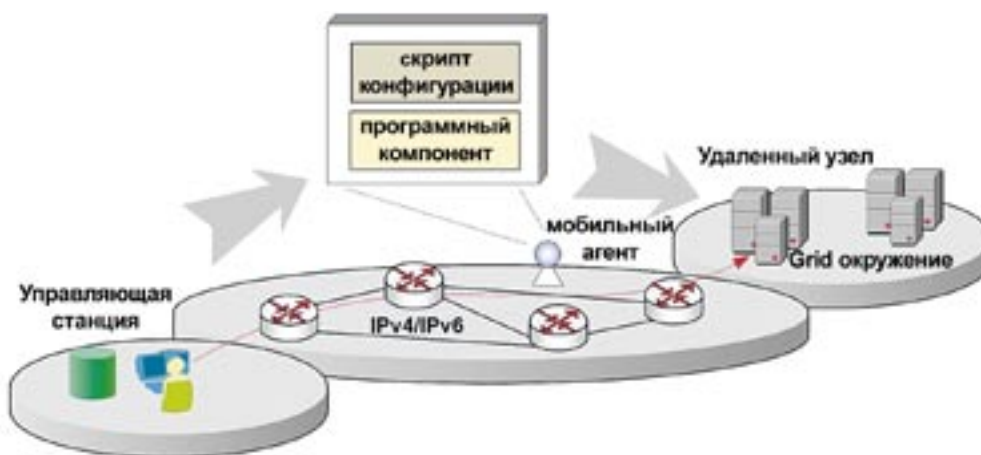 скрипт
конфигурации
программный
компонент
Удаленный узел
мобильный
агент
Grid окружение
Управляющая
станция
IPv4/IPv6